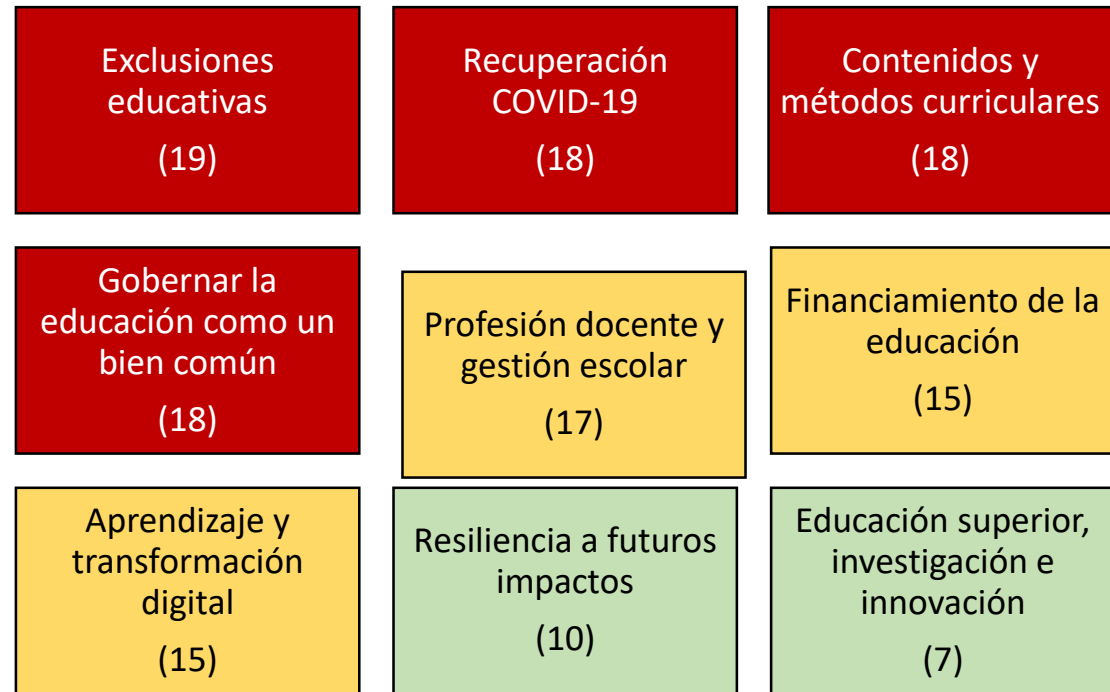 Exclusiones
educativas
(19)
Recuperación
COVID-19
(18)
Contenidos y
métodos curriculares
(18)
Gobernar la
educación como un
bien común
(18)
Profesión docente y
gestión escolar
(17)
Financiamiento de la
educación
(15)
Aprendizaje y
transformación
digital
(15)
Resiliencia a futuros
impactos
(10)
Educación superior,
investigación e
innovación
(7)